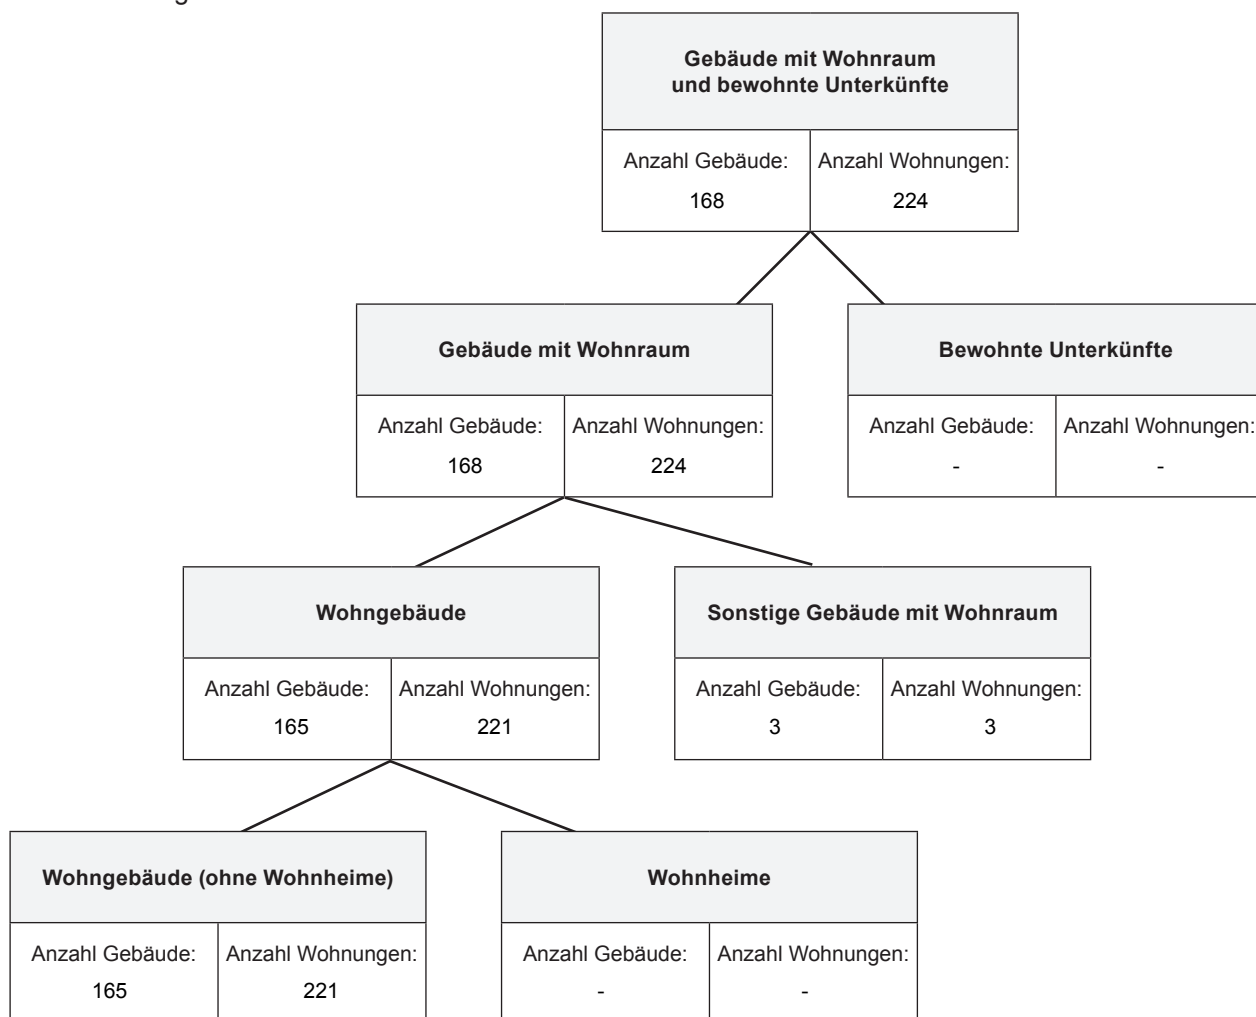 Gebäude mit Wohnraum
und bewohnte Unterkünfte
Anzahl Gebäude: Anzahl Wohnungen:
168 224
Gebäude mit Wohnraum
Bewohnte Unterkünfte
Anzahl Gebäude: Anzahl Wohnungen:
168 224
Anzahl Gebäude: Anzahl Wohnungen:
- -
Wohngebäude
Sonstige Gebäude mit Wohnraum
Anzahl Gebäude: Anzahl Wohnungen:
165 221
Anzahl Gebäude: Anzahl Wohnungen:
3 3
Wohngebäude (ohne Wohnheime)
Wohnheime
Anzahl Gebäude: Anzahl Wohnungen:
165 221
Anzahl Gebäude: Anzahl Wohnungen:
- -